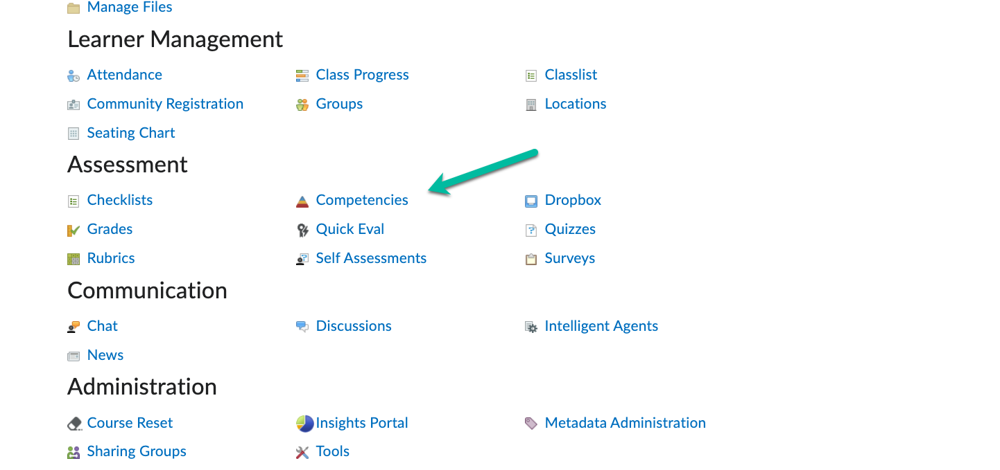 Manage Files
Learner Management
Attendance Class Progress Classlist
Community Registration Groups Locations
Seating Chart
Assessment
Checklists Competencies Dropbox
Grades Quick Eval Quizzes
Rubrics Self Assessments Surveys
Communication
Chat Discussions Intelligent Agents
News
Administration
Course Reset Insights Portal Metadata Administration
Sharing Groups Tools